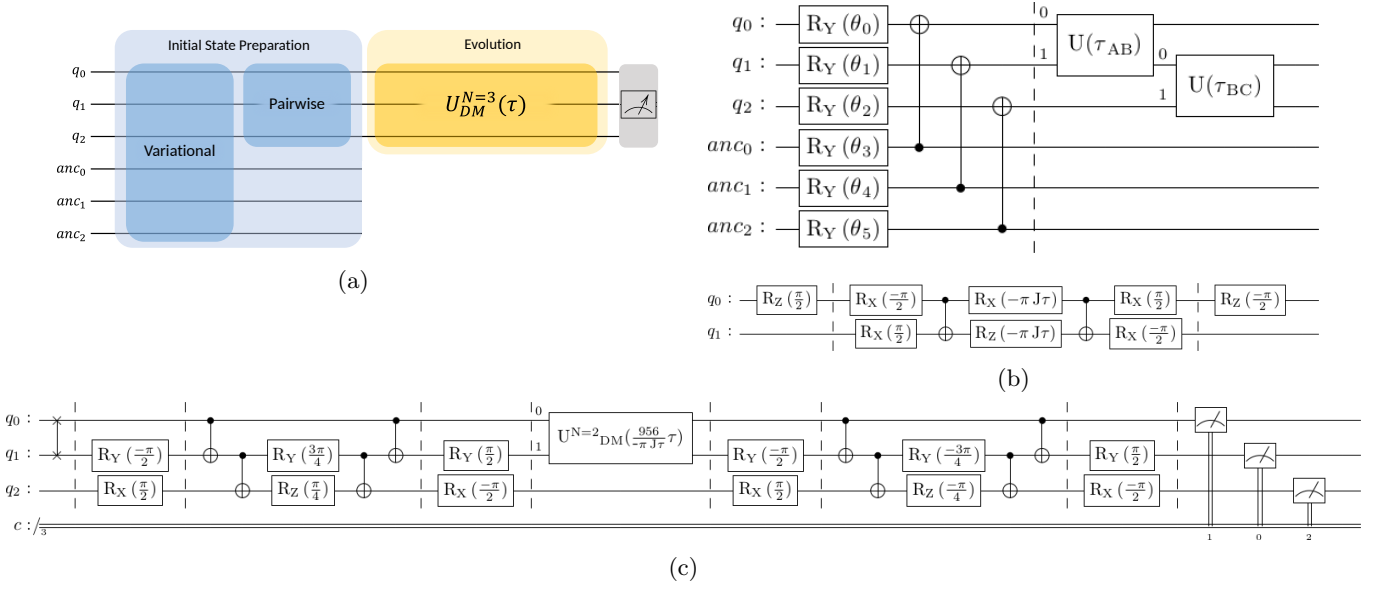 Initial State Preparation
Evolution
q₀
q₁
q₂
anc₀
anc₁
anc₂
Variational
Pairwise
U_DM^{N=3}(τ)
(a)
q₀ : R_Y (θ₀) 0 U(τ_AB)
q₁ : R_Y (θ₁) 1 0 U(τ_BC)
q₂ : R_Y (θ₂) 1
anc₀ : R_Y (θ₃)
anc₁ : R_Y (θ₄)
anc₂ : R_Y (θ₅)
q₀ : R_Z (π/2) R_X (-π/2) R_X (-π Jτ) R_X (π/2) R_Z (-π/2)
q₁ : R_X (π/2) R_Z (-π Jτ) R_X (-π/2)
(b)
q₀ : 0 U^{N=2}_DM(956/-π Jτ τ)
q₁ : R_Y (-π/2) R_Y (3π/4) R_Y (π/2) 1 R_Y (-π/2) R_Y (-3π/4) R_Y (π/2)
q₂ : R_X (π/2) R_Z (π/4) R_X (-π/2) R_X (π/2) R_Z (-π/4) R_X (-π/2)
c : 3
1 0 2
(c)